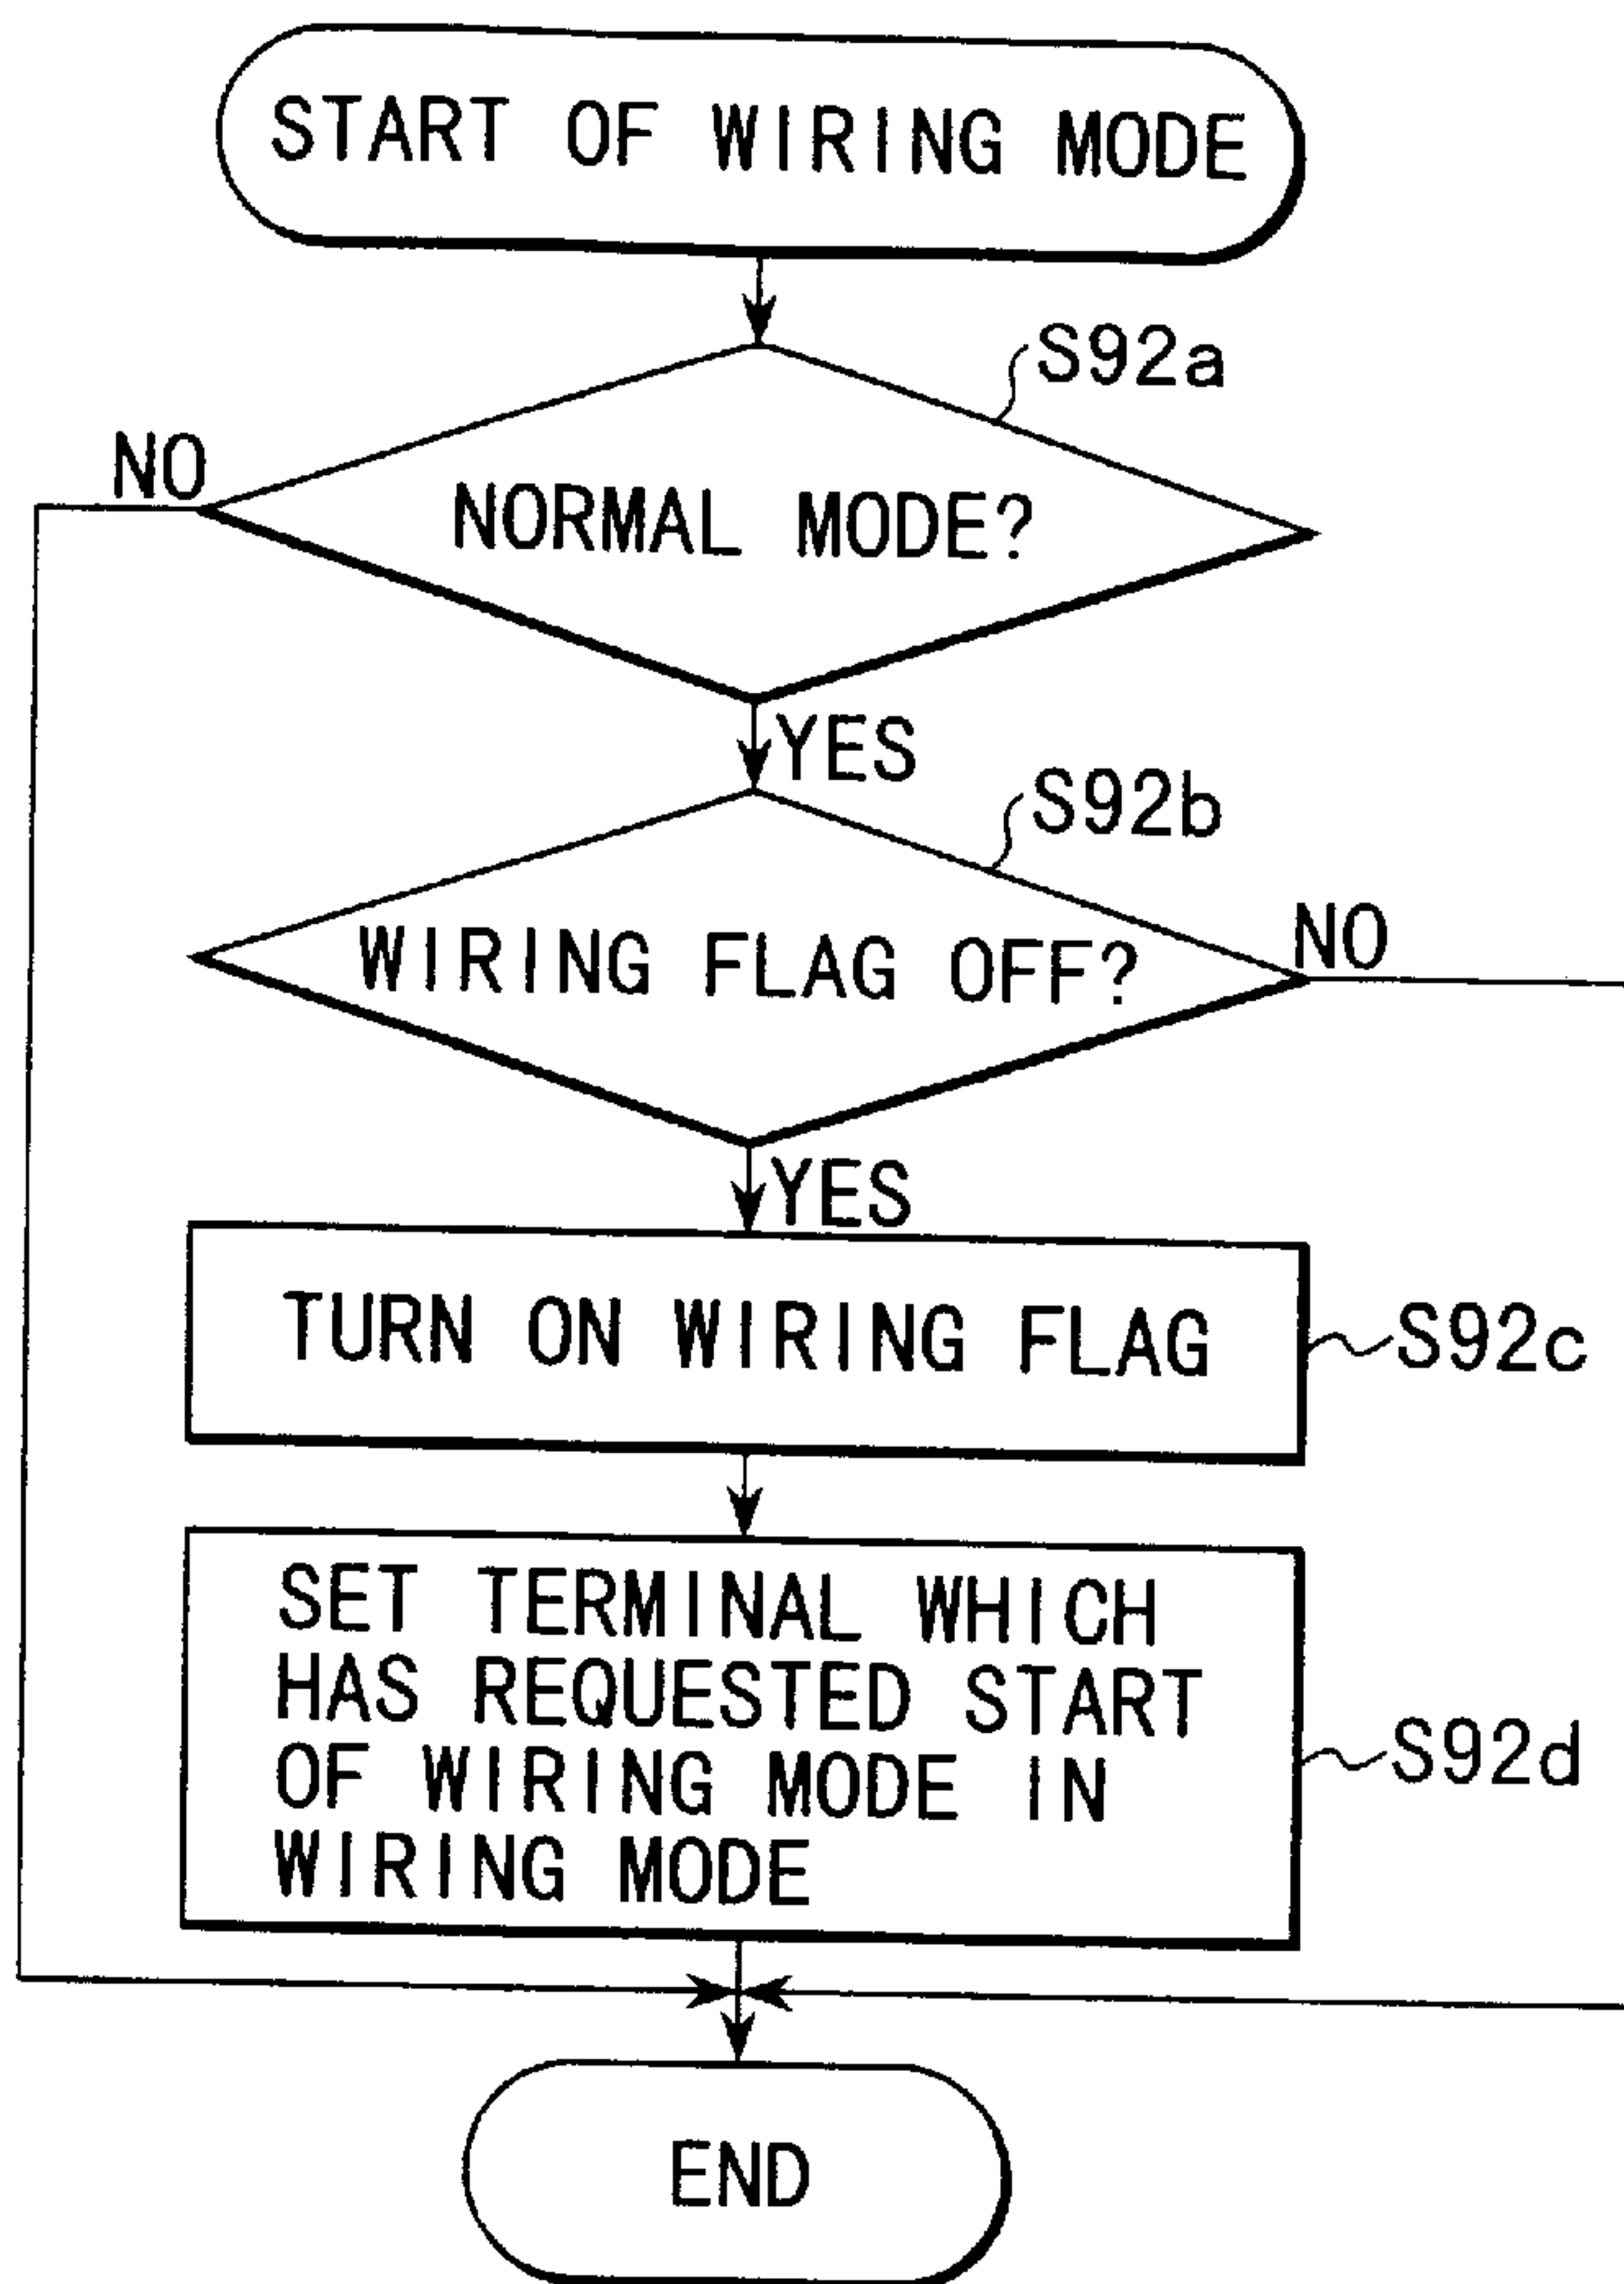 START OF WIRING MODE
S92a
NO
NORMAL MODE?
YES
S92b
WIRING FLAG OFF?
NO
YES
TURN ON WIRING FLAG
S92c
SET TERMINAL WHICH
HAS REQUESTED START
OF WIRING MODE IN
WIRING MODE
S92d
END